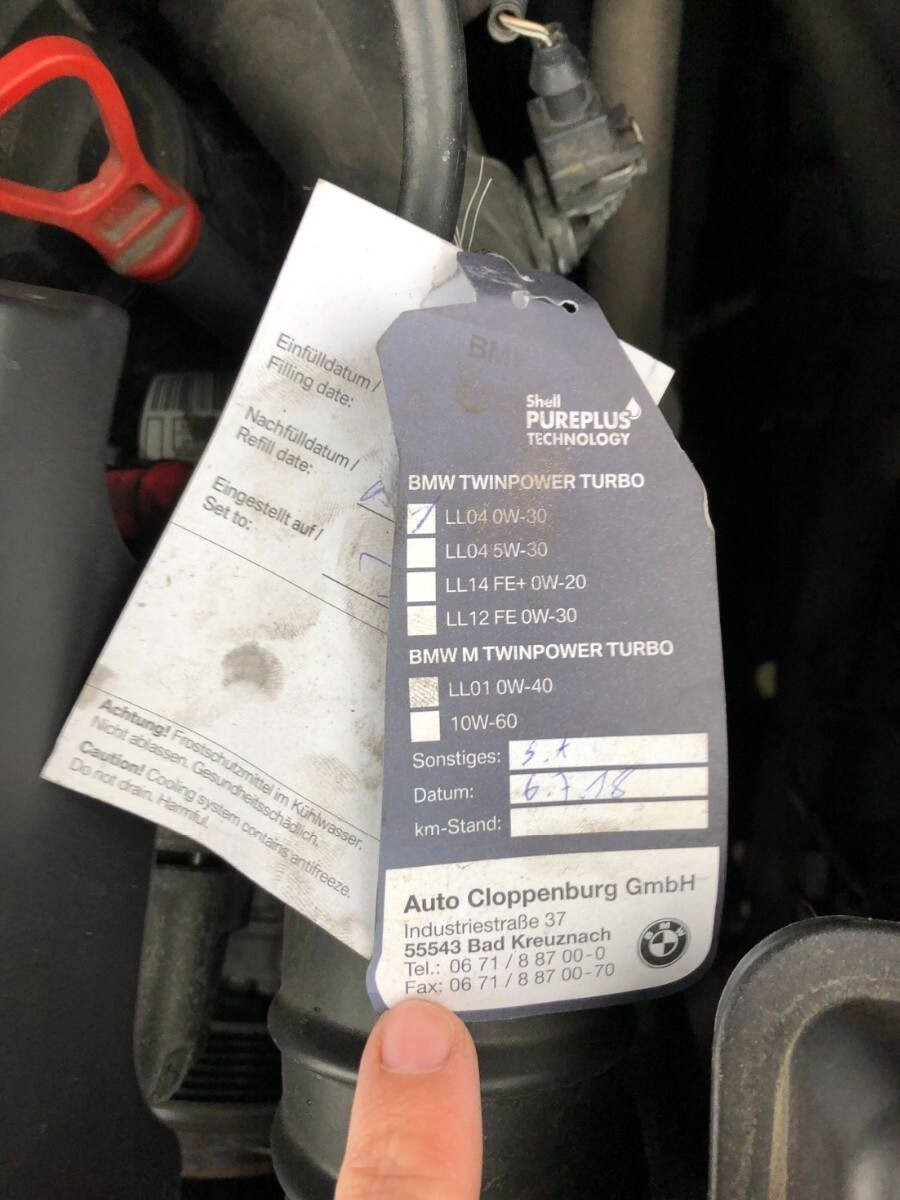 Einfülldatum /
Filling date:
Nachfülldatum /
Refill date:
Eingestellt auf /
Set to:
Achtung! Frostschutzmittel im Kühlwasser.
Nicht ablassen. Gesundheitsschädlich.
Caution! Cooling system contains antifreeze.
Do not drain. Harmful.
BMW
Shell
PUREPLUS
TECHNOLOGY
BMW TWINPOWER TURBO
LL04 0W-30
LL04 5W-30
LL14 FE+ 0W-20
LL12 FE 0W-30
BMW M TWINPOWER TURBO
LL01 0W-40
10W-60
Sonstiges:
Datum: 6.7.18
km-Stand:
Auto Cloppenburg GmbH
Industriestraße 37
55543 Bad Kreuznach
Tel.: 06 71 / 8 87 00-0
Fax: 06 71 / 8 87 00-70
BMW